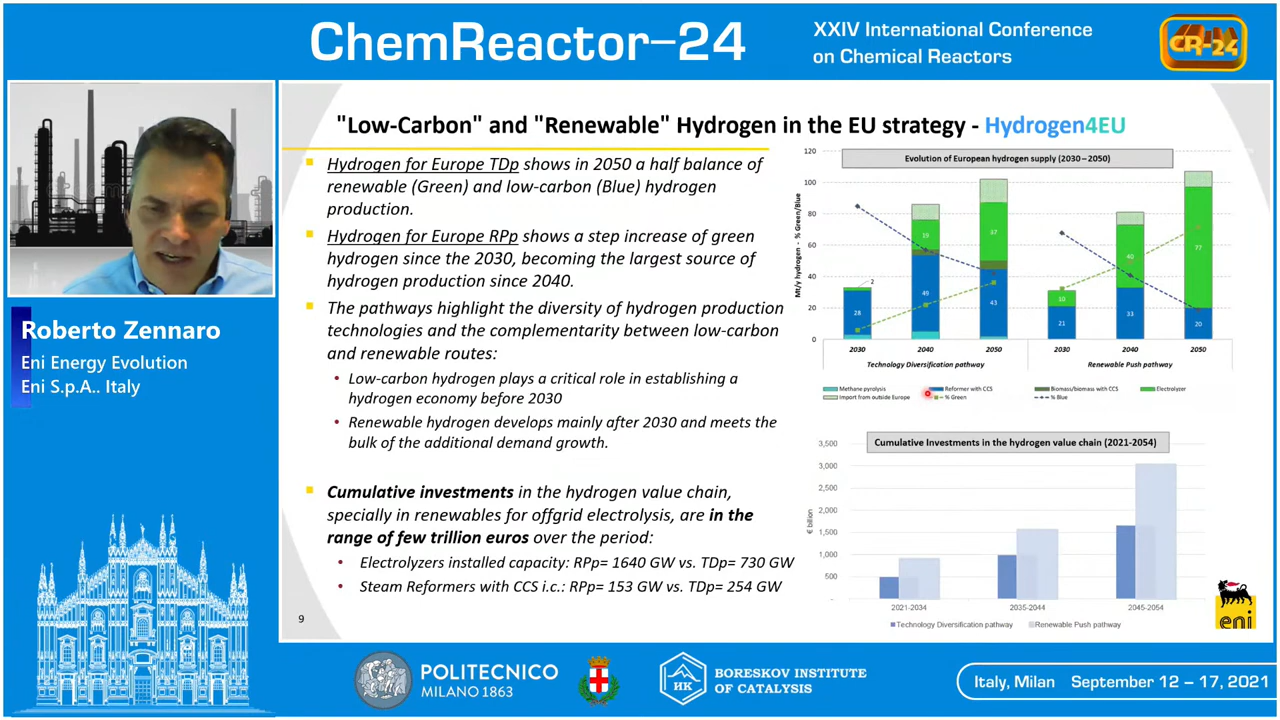 ChemReactor–24
XXIV International Conference
on Chemical Reactors
CR-24
Roberto Zennaro
Eni Energy Evolution
Eni S.p.A.. Italy
"Low-Carbon" and "Renewable" Hydrogen in the EU strategy - Hydrogen4EU
Hydrogen for Europe TDp shows in 2050 a half balance of
renewable (Green) and low-carbon (Blue) hydrogen
production.
Hydrogen for Europe RPp shows a step increase of green
hydrogen since the 2030, becoming the largest source of
hydrogen production since 2040.
The pathways highlight the diversity of hydrogen production
technologies and the complementarity between low-carbon
and renewable routes:
• Low-carbon hydrogen plays a critical role in establishing a
hydrogen economy before 2030
• Renewable hydrogen develops mainly after 2030 and meets the
bulk of the additional demand growth.
Cumulative investments in the hydrogen value chain,
specially in renewables for offgrid electrolysis, are in the
range of few trillion euros over the period:
• Electrolyzers installed capacity: RPp= 1640 GW vs. TDp= 730 GW
• Steam Reformers with CCS i.c.: RPp= 153 GW vs. TDp= 254 GW
9
Evolution of European hydrogen supply (2030 – 2050)
Mt/y hydrogen - % Green/Blue
120
100
80
60
40
20
0
2
28
19
49
37
43
10
21
40
33
77
20
2030 2040 2050 2030 2040 2050
Technology Diversification pathway Renewable Push pathway
Methane pyrolysis Reformer with CCS Biomass/biomass with CCS Electrolyzer
Import from outside Europe % Green % Blue
Cumulative Investments in the hydrogen value chain (2021-2054)
€ billion
3,500
3,000
2,500
2,000
1,500
1,000
500
-
2021-2034 2035-2044 2045-2054
Technology Diversification pathway Renewable Push pathway
eni
POLITECNICO
MILANO 1863
HK
BORESKOV INSTITUTE
OF CATALYSIS
Italy, Milan September 12 – 17, 2021